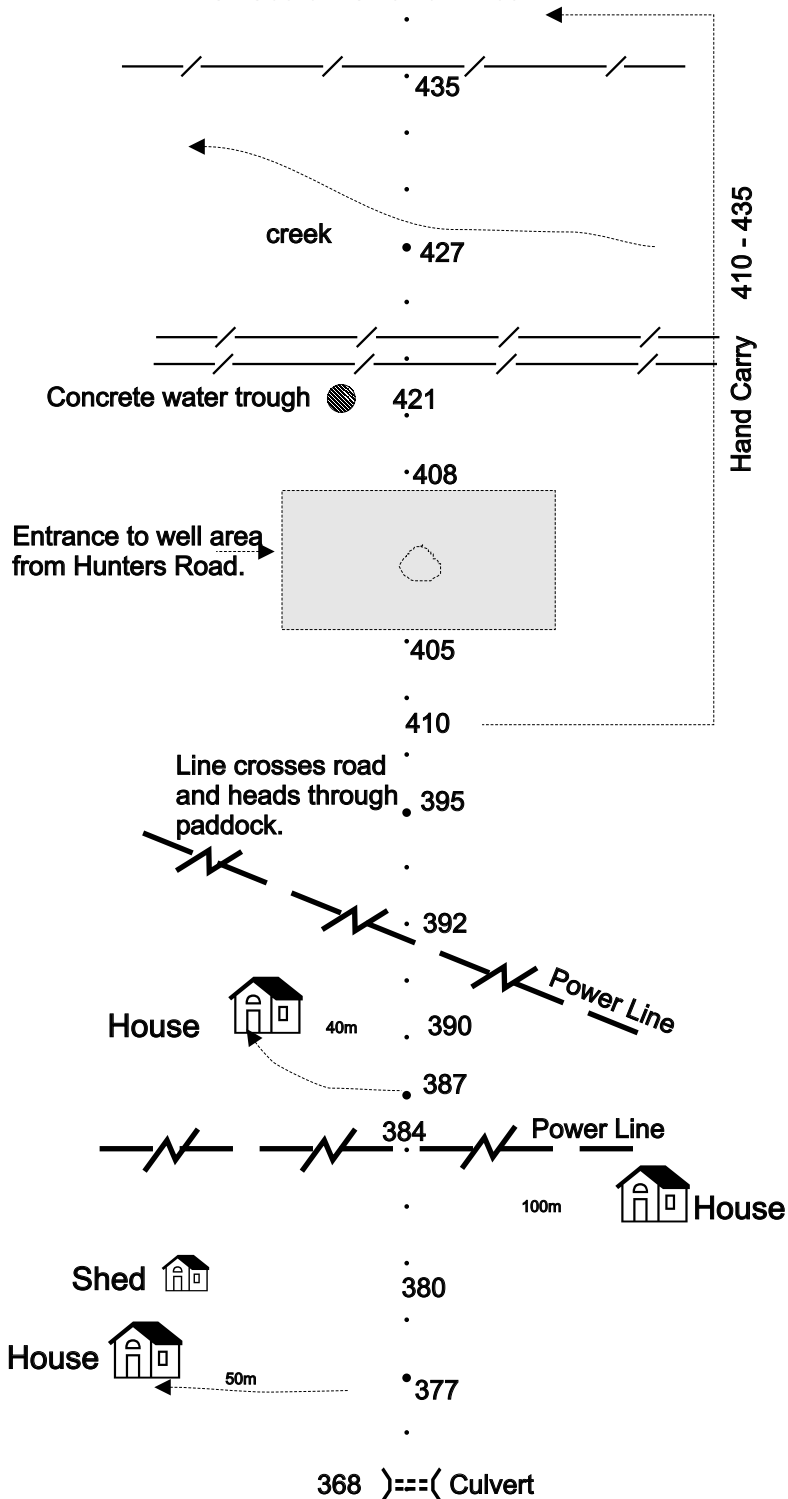 435
creek
427
410 - 435
Hand Carry
Concrete water trough
421
408
Entrance to well area
from Hunters Road.
405
410
Line crosses road
and heads through
paddock.
395
392
Power Line
House
40m
390
387
384
Power Line
100m
House
Shed
380
House
50m
377
368
Culvert